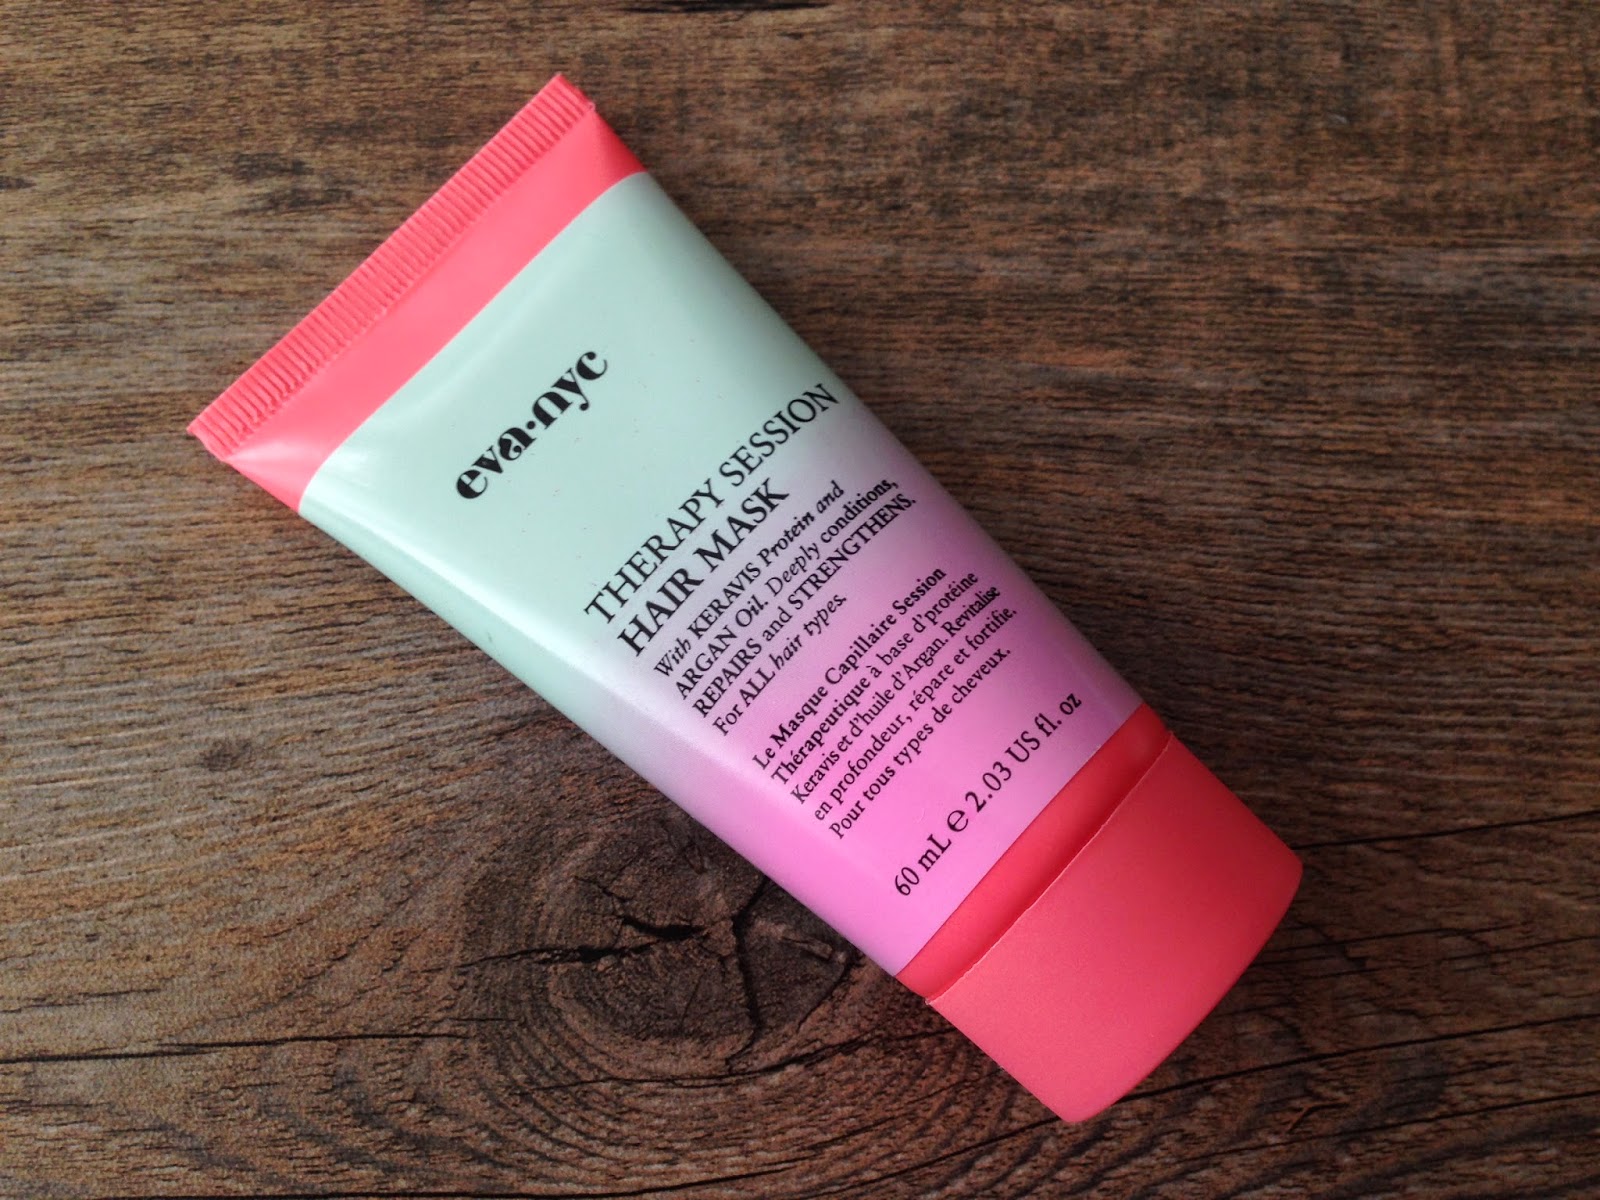 eva·nyc
THERAPY SESSION
HAIR MASK
With KERAVIS Protein and
ARGAN Oil. Deeply conditions,
REPAIRS and STRENGTHENS.
For ALL hair types.
Le Masque Capillaire Session
Thérapeutique à base d'protéine
Keravis et d'huile d'Argan. Revitalise
en profondeur, répare et fortifie.
Pour tous types de cheveux.
60 mL ℮ 2.03 US fl. oz